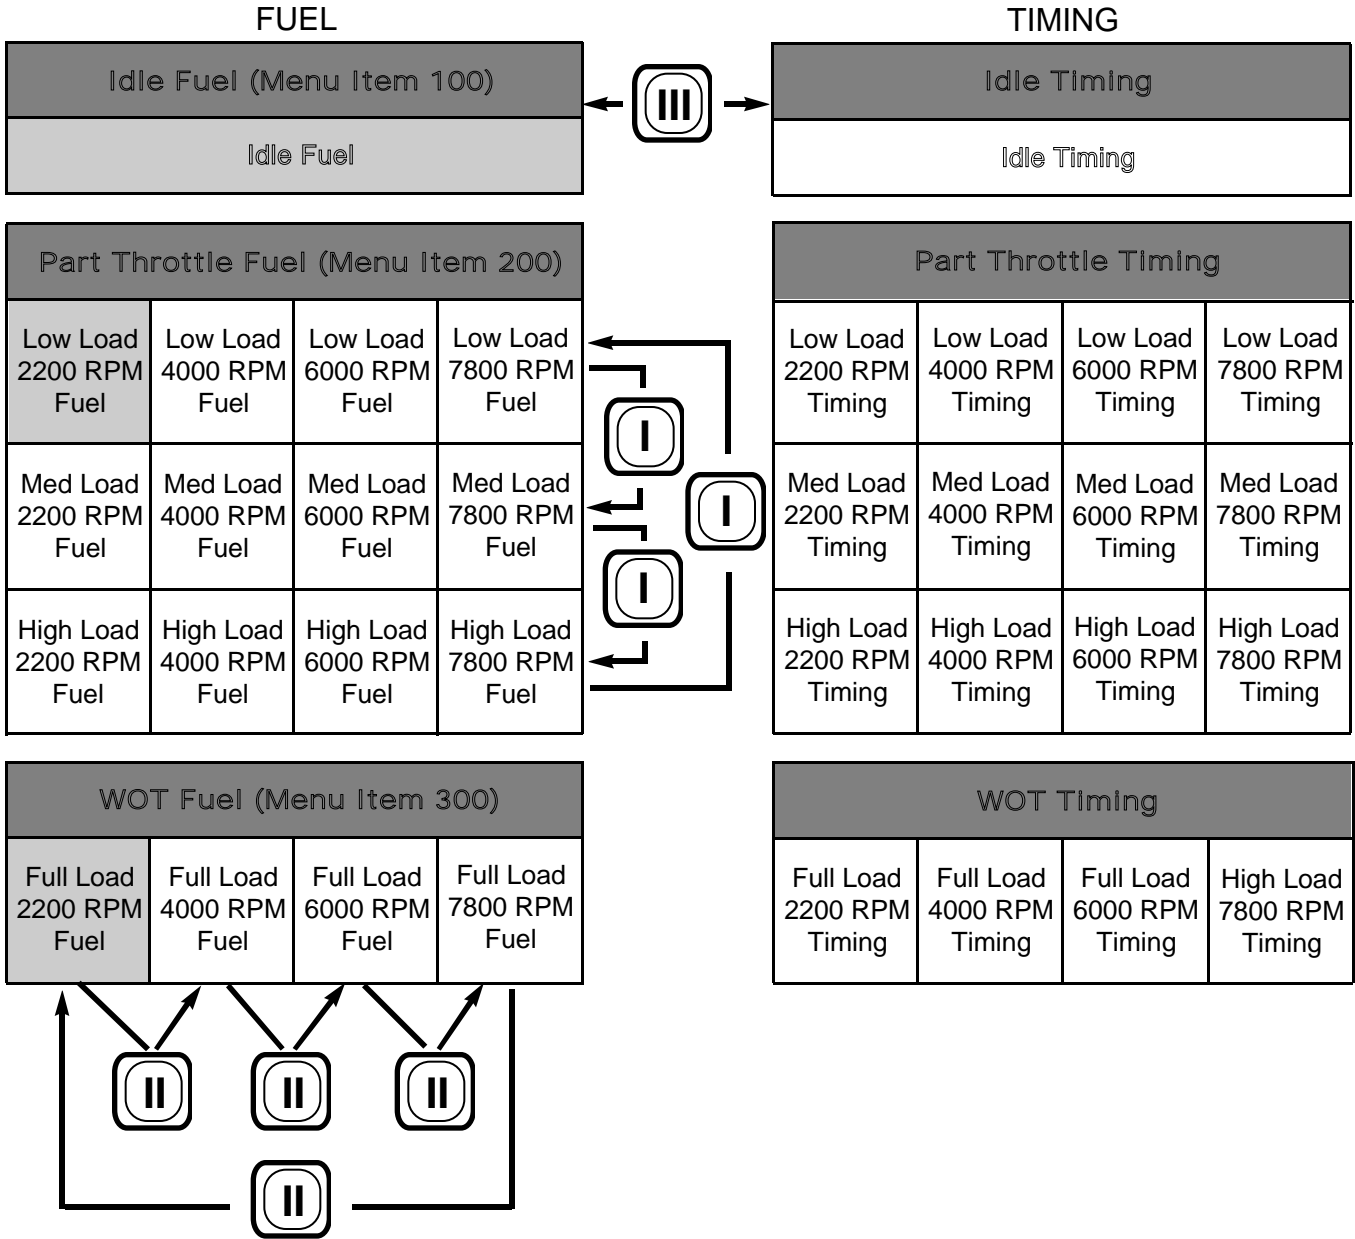 FUEL
TIMING
Idle Fuel (Menu Item 100)
Idle Fuel
III
Idle Timing
Idle Timing
Part Throttle Fuel (Menu Item 200)
Low Load
2200 RPM
Fuel
Low Load
4000 RPM
Fuel
Low Load
6000 RPM
Fuel
Low Load
7800 RPM
Fuel
Med Load
2200 RPM
Fuel
Med Load
4000 RPM
Fuel
Med Load
6000 RPM
Fuel
Med Load
7800 RPM
Fuel
High Load
2200 RPM
Fuel
High Load
4000 RPM
Fuel
High Load
6000 RPM
Fuel
High Load
7800 RPM
Fuel
I
I
I
Part Throttle Timing
Low Load
2200 RPM
Timing
Low Load
4000 RPM
Timing
Low Load
6000 RPM
Timing
Low Load
7800 RPM
Timing
Med Load
2200 RPM
Timing
Med Load
4000 RPM
Timing
Med Load
6000 RPM
Timing
Med Load
7800 RPM
Timing
High Load
2200 RPM
Timing
High Load
4000 RPM
Timing
High Load
6000 RPM
Timing
High Load
7800 RPM
Timing
WOT Fuel (Menu Item 300)
Full Load
2200 RPM
Fuel
Full Load
4000 RPM
Fuel
Full Load
6000 RPM
Fuel
Full Load
7800 RPM
Fuel
II
II
II
II
WOT Timing
Full Load
2200 RPM
Timing
Full Load
4000 RPM
Timing
Full Load
6000 RPM
Timing
High Load
7800 RPM
Timing